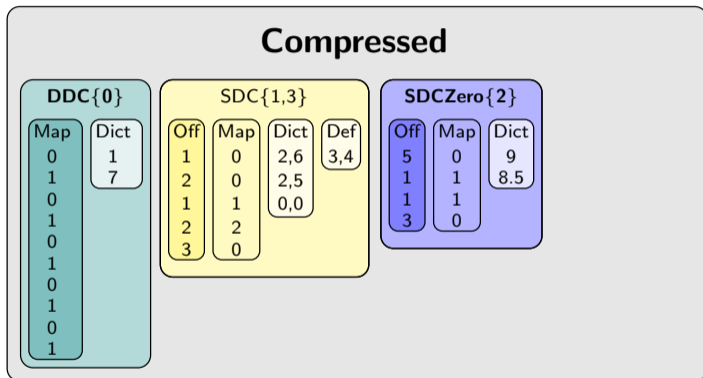 Compressed
DDC{0} SDC{1,3} SDCZero{2}
Map Dict Off Map Dict Def Off Map Dict
0 1 1 0 2,6 3,4 5 0 9
1 7 2 0 2,5 1 1 8.5
0 1 1 0,0 1 1
1 2 2 3 0
0 3 0
1
0
1
0
1